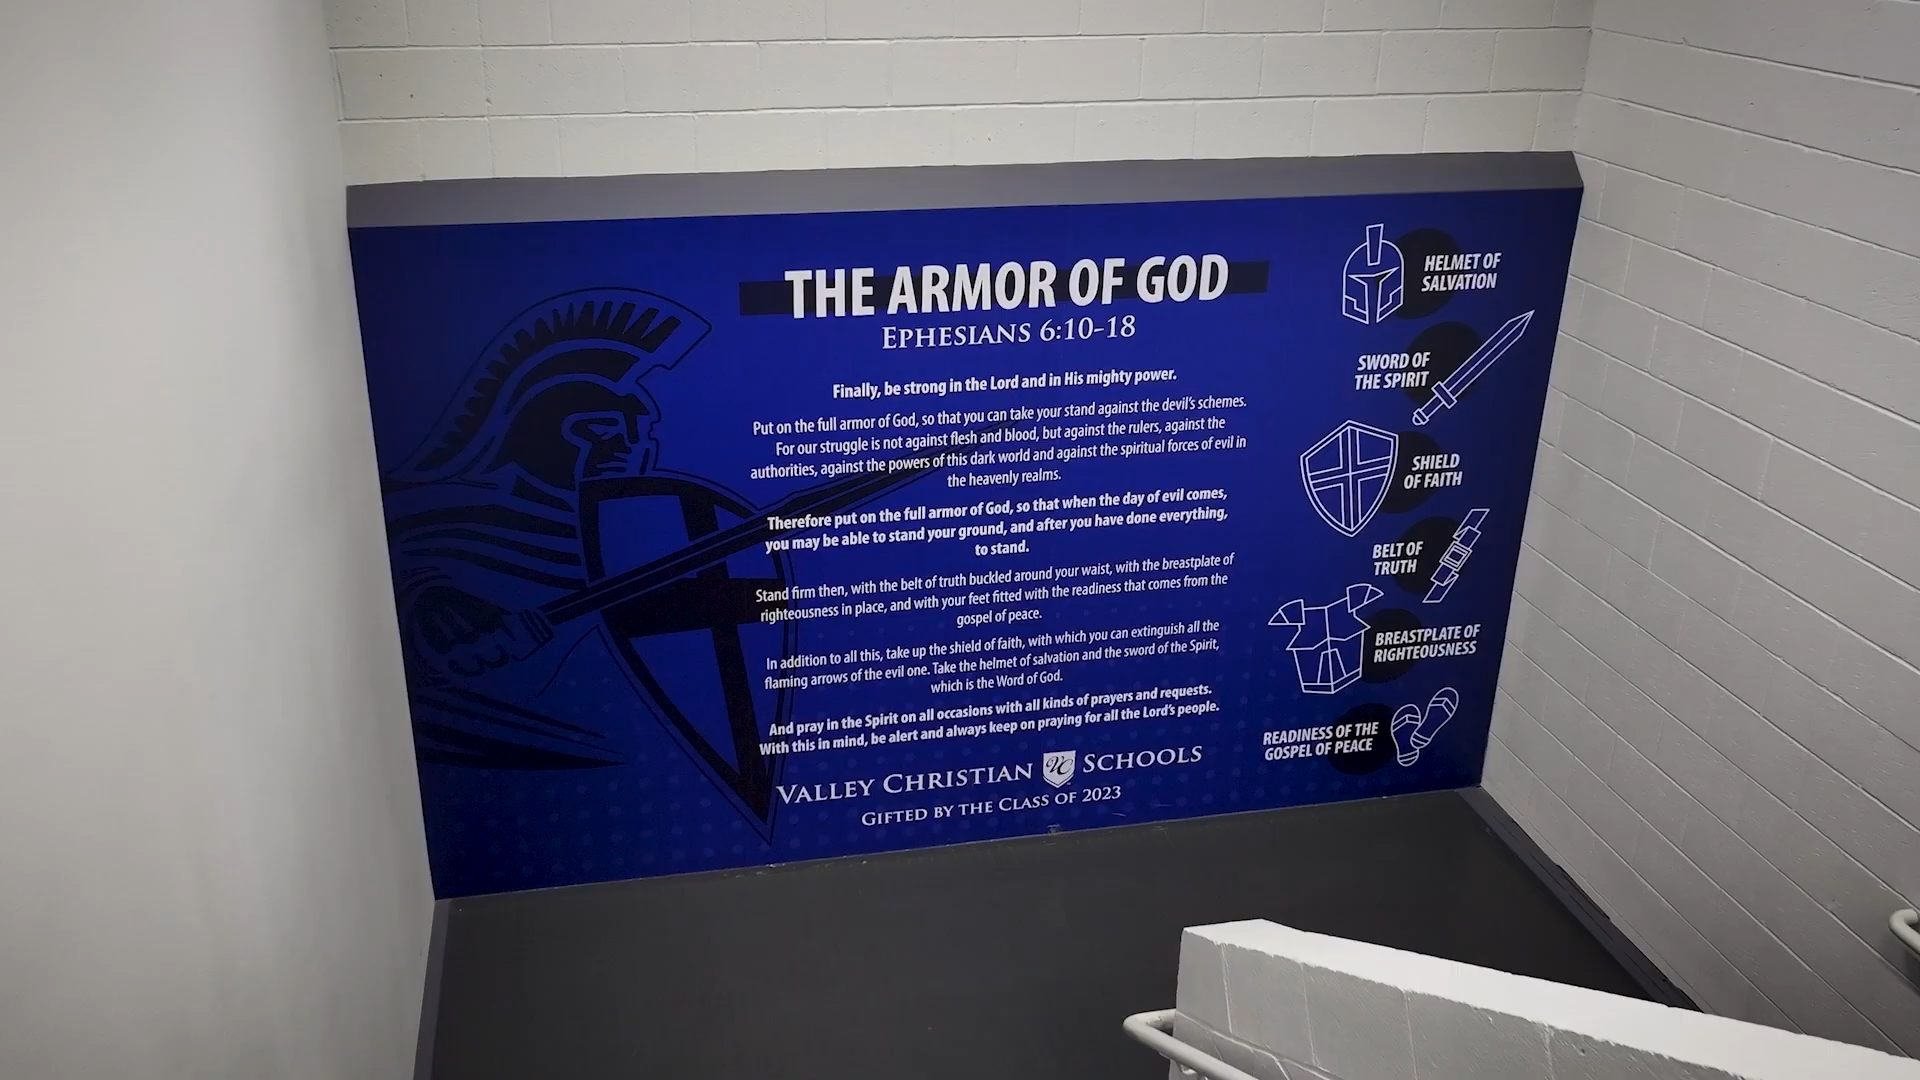 THE ARMOR OF GOD
EPHESIANS 6:10-18
Finally, be strong in the Lord and in His mighty power.
Put on the full armor of God, so that you can take your stand against the devil's schemes.
For our struggle is not against flesh and blood, but against the rulers, against the
authorities, against the powers of this dark world and against the spiritual forces of evil in
the heavenly realms.
Therefore put on the full armor of God, so that when the day of evil comes,
you may be able to stand your ground, and after you have done everything,
to stand.
Stand firm then, with the belt of truth buckled around your waist, with the breastplate of
righteousness in place, and with your feet fitted with the readiness that comes from the
gospel of peace.
In addition to all this, take up the shield of faith, with which you can extinguish all the
flaming arrows of the evil one. Take the helmet of salvation and the sword of the Spirit,
which is the Word of God.
And pray in the Spirit on all occasions with all kinds of prayers and requests.
With this in mind, be alert and always keep on praying for all the Lord's people.
VALLEY CHRISTIAN VC SCHOOLS
GIFTED BY THE CLASS OF 2023
HELMET OF
SALVATION
SWORD OF
THE SPIRIT
SHIELD
OF FAITH
BELT OF
TRUTH
BREASTPLATE OF
RIGHTEOUSNESS
READINESS OF THE
GOSPEL OF PEACE